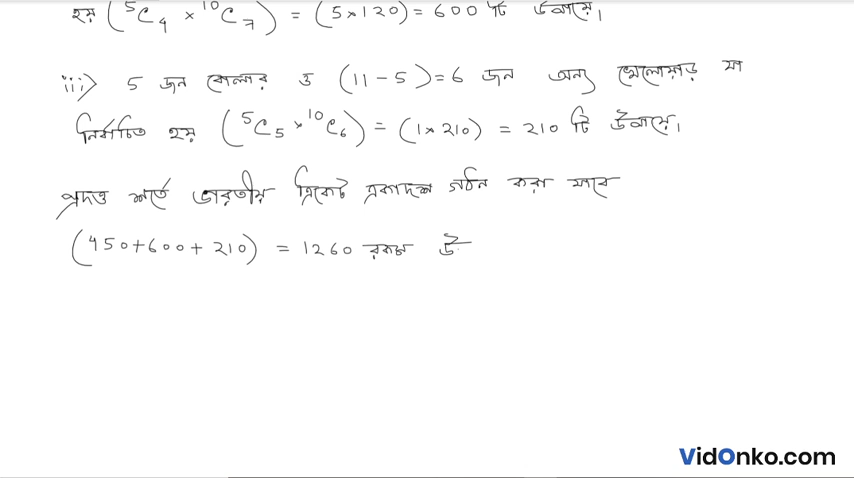 হয় (⁵C₄ × ¹⁰C₇) = (5×120) = 600 টি উপায়ে।
iii) 5 জন বোলার ও (11-5)=6 জন অন্য খেলোয়াড় যা
নির্বাচিত হয় (⁵C₅ × ¹⁰C₆) = (1×210) = 210 টি উপায়ে।
প্রদত্ত শর্তে ভারতীয় ক্রিকেট একাদশ গঠন করা যাবে
(450+600+210) = 1260 রকম উ
VidOnko.com